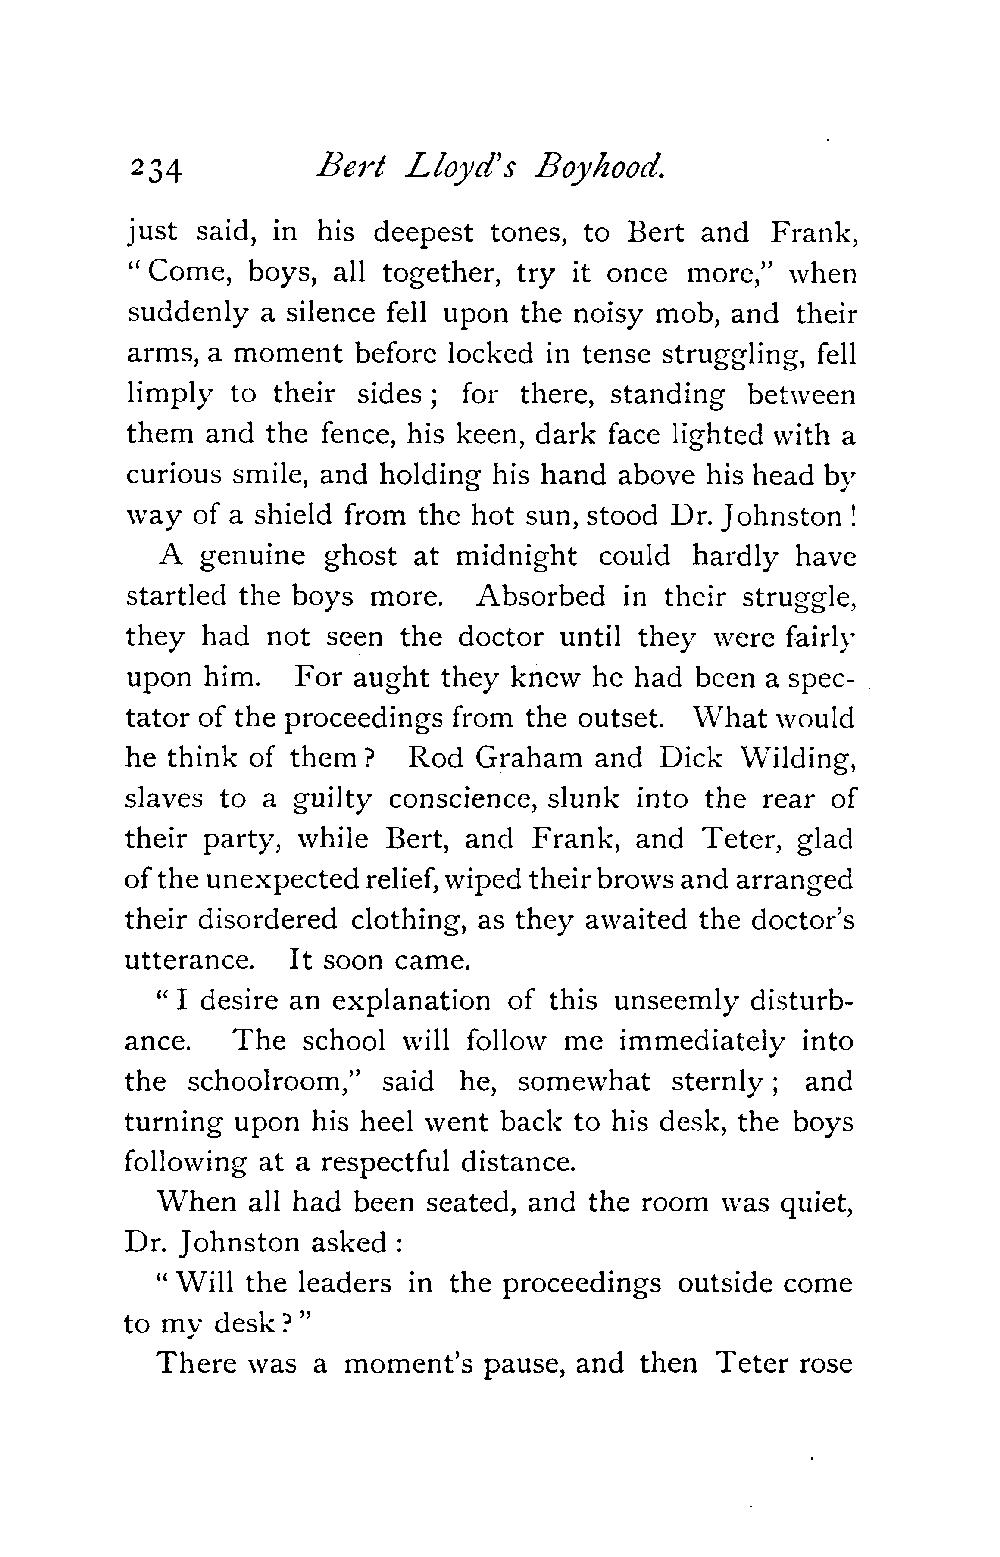 234 Bert Lloyd's Boyhood.
just said, in his deepest tones, to Bert and Frank,
“Come, boys, all together, try it once more,” when
suddenly a silence fell upon the noisy mob, and their
arms, a moment before locked in tense struggling, fell
limply to their sides; for there, standing between
them and the fence, his keen, dark face lighted with a
curious smile, and holding his hand above his head by
way of a shield from the hot sun, stood Dr. Johnston!
A genuine ghost at midnight could hardly have
startled the boys more. Absorbed in their struggle,
they had not seen the doctor until they were fairly
upon him. For aught they knew he had been a spec-
tator of the proceedings from the outset. What would
he think of them? Rod Graham and Dick Wilding,
slaves to a guilty conscience, slunk into the rear of
their party, while Bert, and Frank, and Teter, glad
of the unexpected relief, wiped their brows and arranged
their disordered clothing, as they awaited the doctor's
utterance. It soon came.
“I desire an explanation of this unseemly disturb-
ance. The school will follow me immediately into
the schoolroom,” said he, somewhat sternly; and
turning upon his heel went back to his desk, the boys
following at a respectful distance.
When all had been seated, and the room was quiet,
Dr. Johnston asked:
“Will the leaders in the proceedings outside come
to my desk?”
There was a moment's pause, and then Teter rose